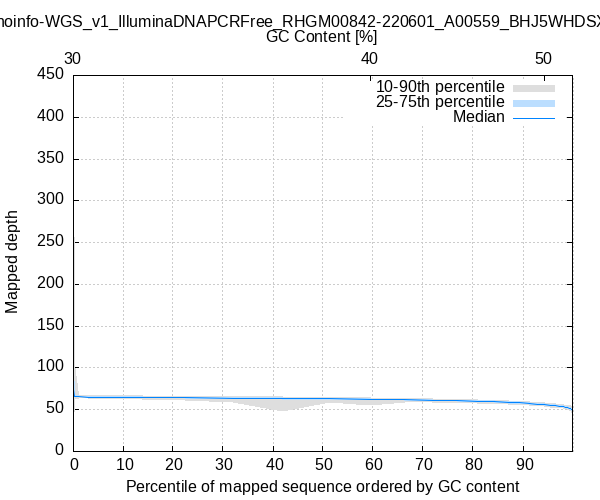 noinfo-WGS_v1_IlluminaDNAPCRFree_RHGM00842-220601_A00559_BHJ5WHDSX
GC Content [%]
30 40 50
10-90th percentile
25-75th percentile
Median
450
400
350
300
250
200
150
100
50
0
Mapped depth
0 10 20 30 40 50 60 70 80 90
Percentile of mapped sequence ordered by GC content